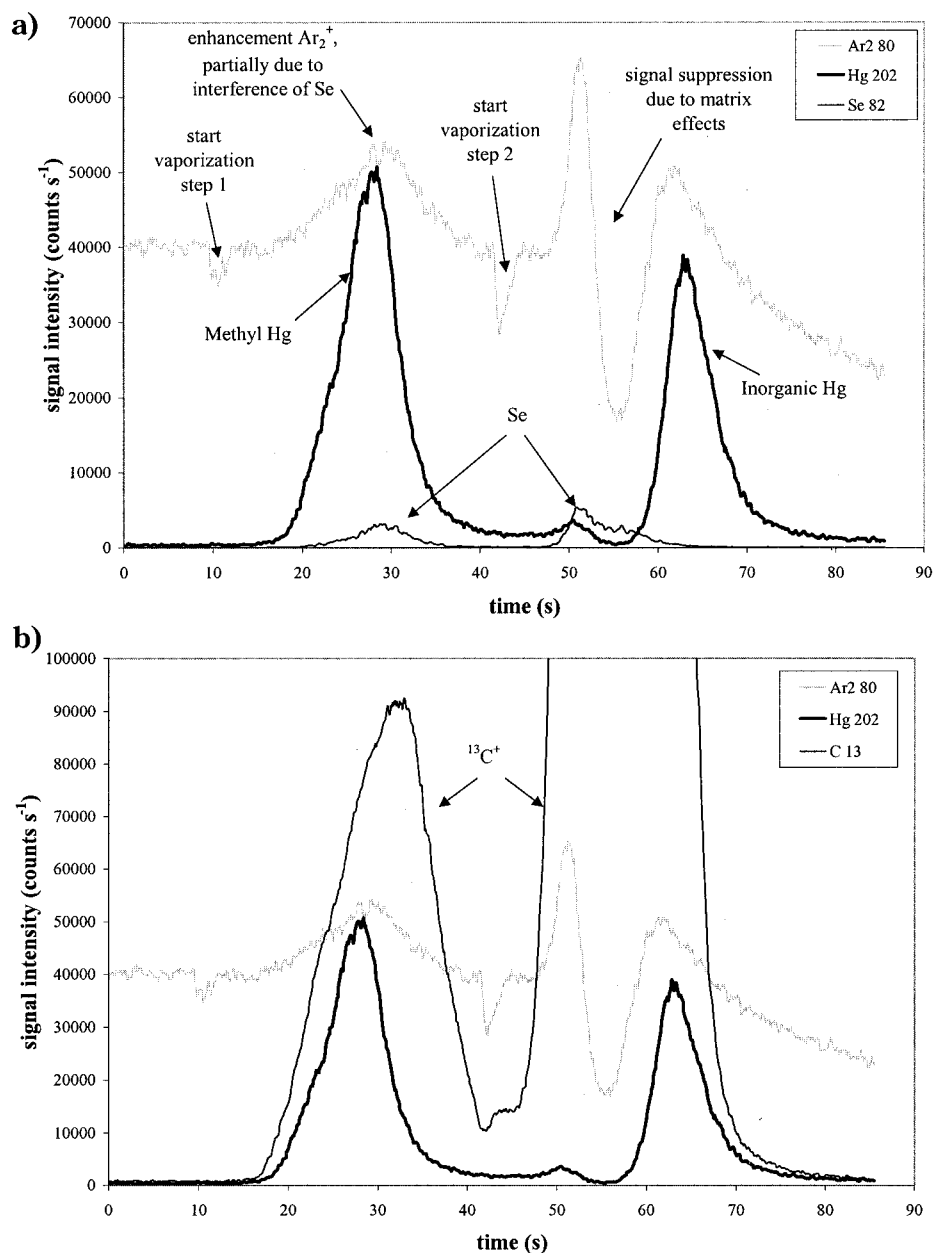 a)
70000
60000
50000
40000
30000
20000
10000
0
signal intensity (counts s⁻¹)
enhancement Ar₂⁺,
partially due to
interference of Se
start
vaporization
step 1
start
vaporization
step 2
signal suppression
due to matrix
effects
Ar2 80
Hg 202
Se 82
Methyl Hg
Se
Inorganic Hg
0 10 20 30 40 50 60 70 80 90
time (s)
b)
100000
90000
80000
70000
60000
50000
40000
30000
20000
10000
0
signal intensity (counts s⁻¹)
¹³C⁺
Ar2 80
Hg 202
C 13
0 10 20 30 40 50 60 70 80 90
time (s)